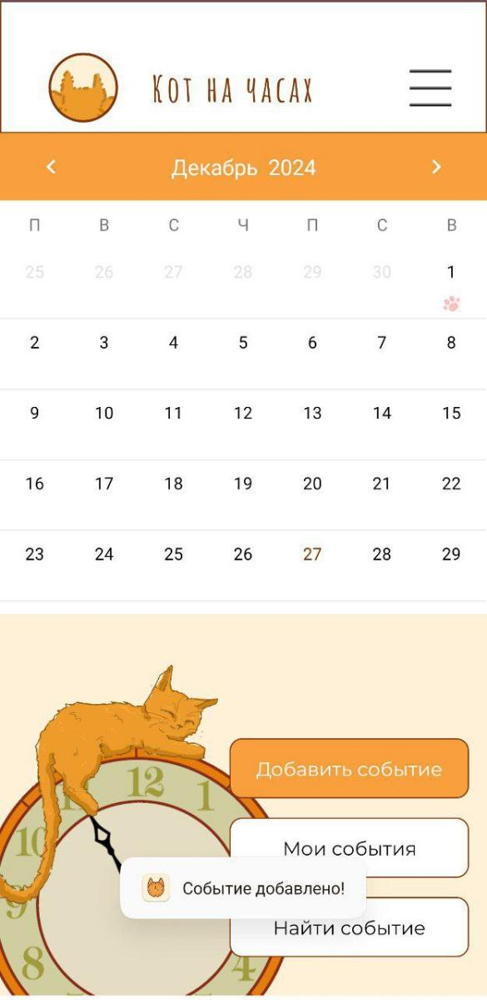 Кот на часах
Декабрь 2024
П В С Ч П С В
25 26 27 28 29 30 1
2 3 4 5 6 7 8
9 10 11 12 13 14 15
16 17 18 19 20 21 22
23 24 25 26 27 28 29
12
1
11
10
9
8
4
Добавить событие
Мои события
Событие добавлено!
Найти событие